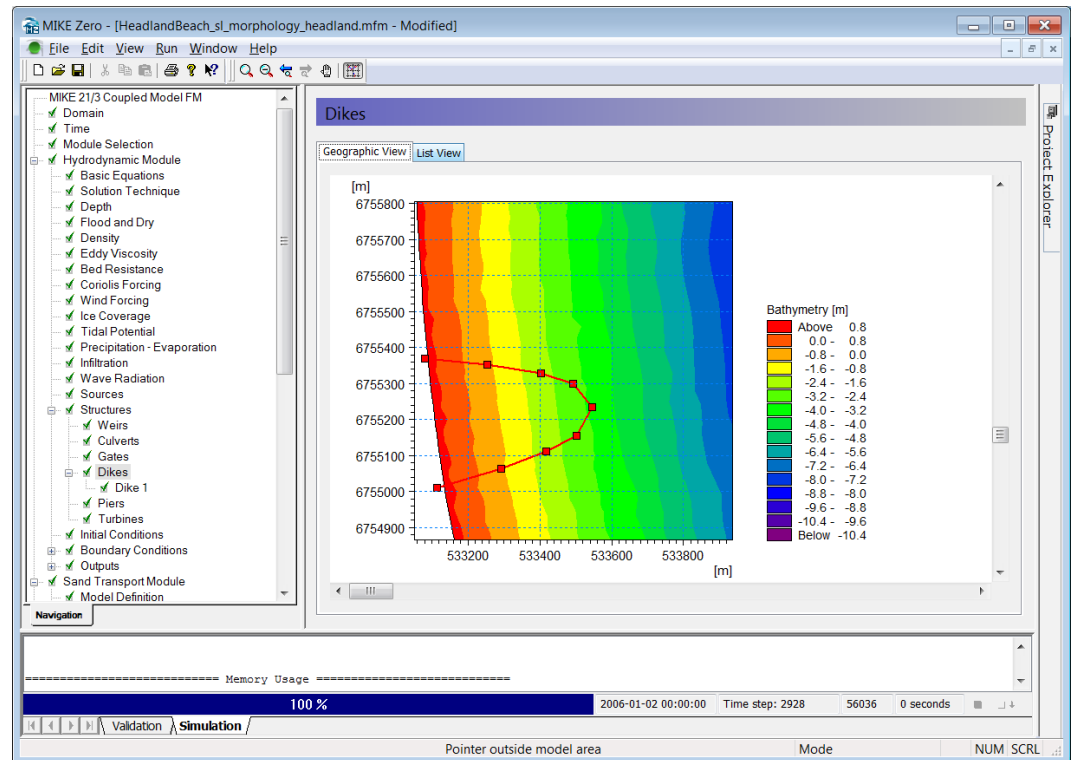 MIKE Zero - [HeadlandBeach_sl_morphology_headland.mfm - Modified]
File Edit View Run Window Help
MIKE 21/3 Coupled Model FM
Domain
Time
Module Selection
Hydrodynamic Module
Basic Equations
Solution Technique
Depth
Flood and Dry
Density
Eddy Viscosity
Bed Resistance
Coriolis Forcing
Wind Forcing
Ice Coverage
Tidal Potential
Precipitation - Evaporation
Infiltration
Wave Radiation
Sources
Structures
Weirs
Culverts
Gates
Dikes
Dike 1
Piers
Turbines
Initial Conditions
Boundary Conditions
Outputs
Sand Transport Module
Model Definition
Navigation
Dikes
Geographic View List View
[m]
6755800
6755700
6755600
6755500
6755400
6755300
6755200
6755100
6755000
6754900
533200 533400 533600 533800
[m]
Bathymetry [m]
Above 0.8
0.0 - 0.8
-0.8 - 0.0
-1.6 - -0.8
-2.4 - -1.6
-3.2 - -2.4
-4.0 - -3.2
-4.8 - -4.0
-5.6 - -4.8
-6.4 - -5.6
-7.2 - -6.4
-8.0 - -7.2
-8.8 - -8.0
-9.6 - -8.8
-10.4 - -9.6
Below -10.4
Project Explorer
=========================== Memory Usage ===========================
100 % 2006-01-02 00:00:00 Time step: 2928 56036 0 seconds
Validation Simulation
Pointer outside model area Mode NUM SCRL